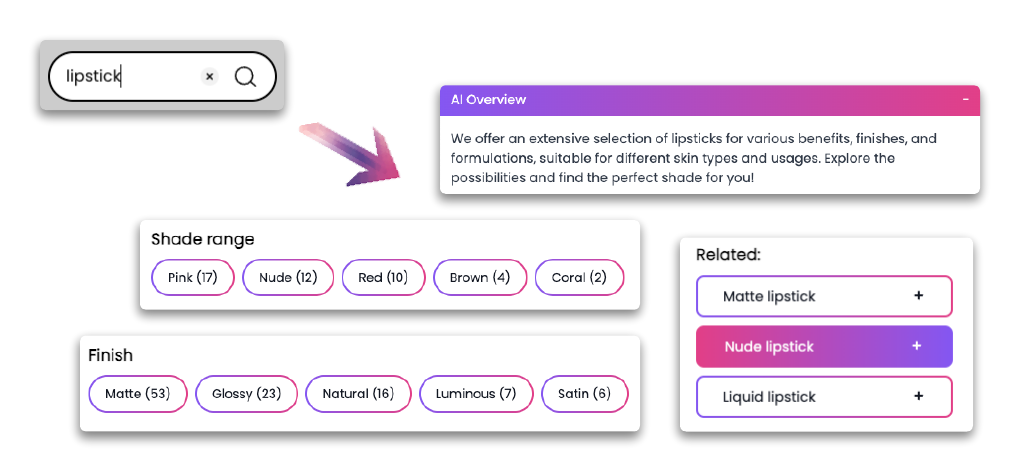 lipstick
AI Overview
We offer an extensive selection of lipsticks for various benefits, finishes, and
formulations, suitable for different skin types and usages. Explore the
possibilities and find the perfect shade for you!
Shade range
Pink (17) Nude (12) Red (10) Brown (4) Coral (2)
Finish
Matte (53) Glossy (23) Natural (16) Luminous (7) Satin (6)
Related:
Matte lipstick +
Nude lipstick +
Liquid lipstick +